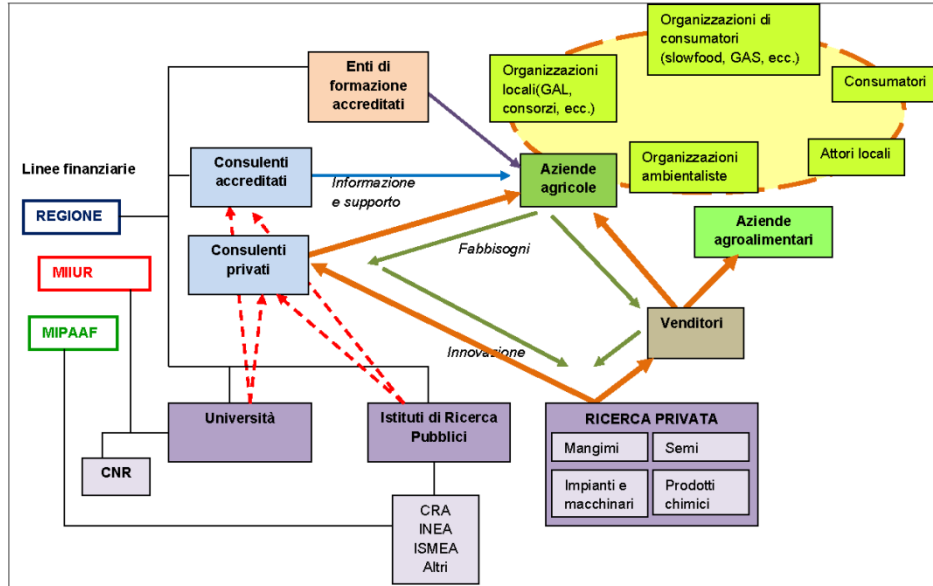 Organizzazioni di
consumatori
(slowfood, GAS, ecc.)
Enti di
formazione
accreditati
Organizzazioni
locali(GAL,
consorzi, ecc.)
Consumatori
Linee finanziarie
Consulenti
accreditati
Informazione
e supporto
Aziende
agricole
Organizzazioni
ambientaliste
Attori locali
REGIONE
Aziende
agroalimentari
Consulenti
privati
Fabbisogni
MIIUR
MIPAAF
Venditori
Innovazione
Università
Istituti di Ricerca
Pubblici
RICERCA PRIVATA
Mangimi
Semi
CNR
Impianti e
macchinari
Prodotti
chimici
CRA
INEA
ISMEA
Altri